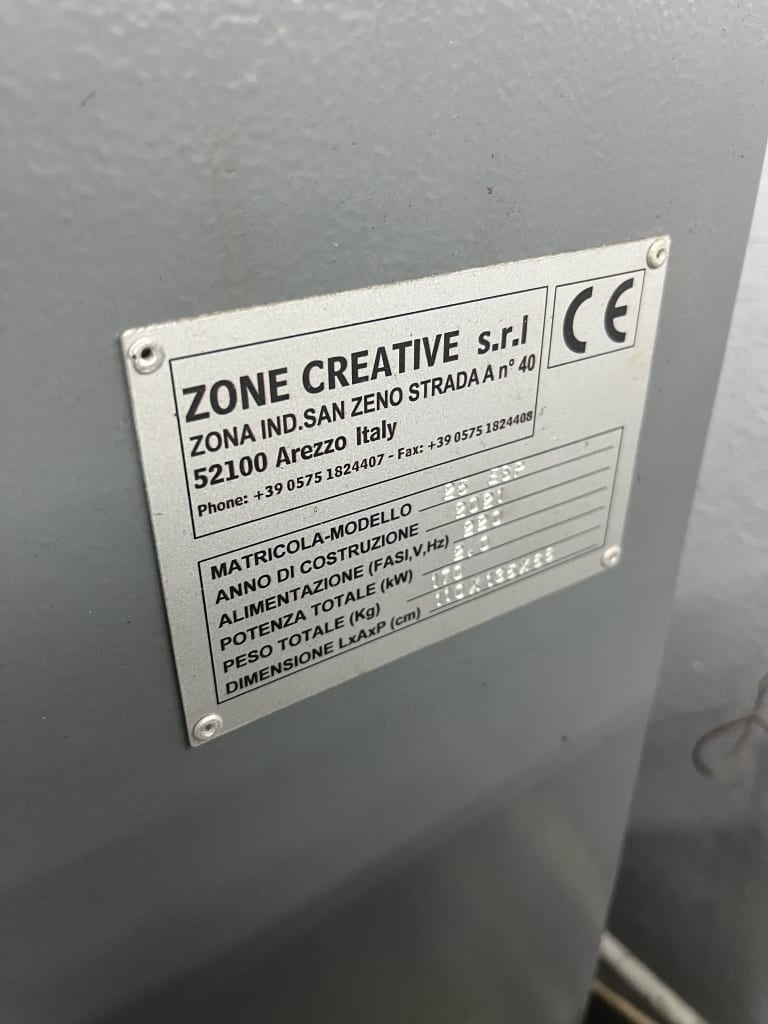 ZONE CREATIVE s.r.l
ZONA IND.SAN ZENO STRADA A n° 40
52100 Arezzo Italy
Phone: +39 0575 1824407 - Fax: +39 0575 1824408
CE
MATRICOLA-MODELLO
ANNO DI COSTRUZIONE 2021
ALIMENTAZIONE (FASI,V,Hz) 220
POTENZA TOTALE (kW)
PESO TOTALE (Kg) 170
DIMENSIONE LxAxP (cm)